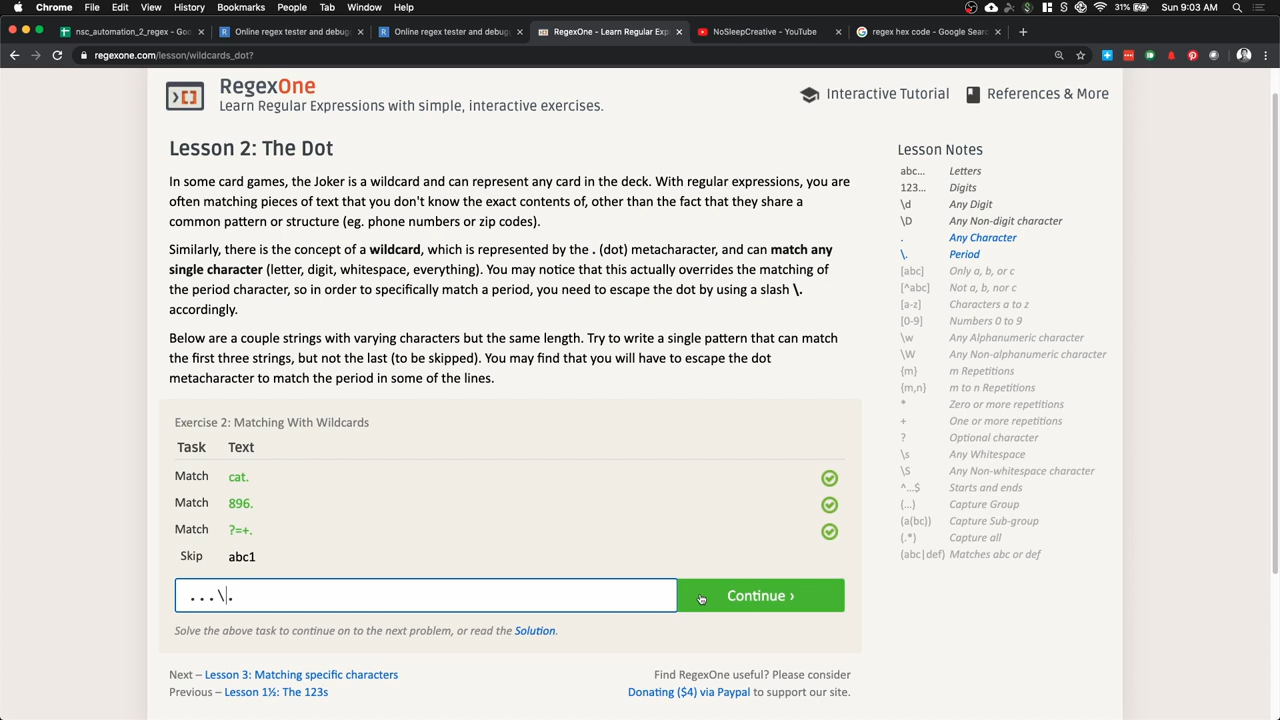 Chrome File Edit View History Bookmarks People Tab Window Help 31% Sun 9:03 AM
nsc_automation_2_regex - Goo Online regex tester and debug Online regex tester and debug RegexOne - Learn Regular Exp NoSleepCreative - YouTube regex hex code - Google Searc
regexone.com/lesson/wildcards_dot?
RegexOne
Learn Regular Expressions with simple, interactive exercises.
Interactive Tutorial References & More
Lesson 2: The Dot
In some card games, the Joker is a wildcard and can represent any card in the deck. With regular expressions, you are
often matching pieces of text that you don't know the exact contents of, other than the fact that they share a
common pattern or structure (eg. phone numbers or zip codes).
Similarly, there is the concept of a wildcard, which is represented by the . (dot) metacharacter, and can match any
single character (letter, digit, whitespace, everything). You may notice that this actually overrides the matching of
the period character, so in order to specifically match a period, you need to escape the dot by using a slash \.
accordingly.
Below are a couple strings with varying characters but the same length. Try to write a single pattern that can match
the first three strings, but not the last (to be skipped). You may find that you will have to escape the dot
metacharacter to match the period in some of the lines.
Exercise 2: Matching With Wildcards
Task Text
Match cat.
Match 896.
Match ?=+.
Skip abc1
...\.
Continue ›
Solve the above task to continue on to the next problem, or read the Solution.
Next – Lesson 3: Matching specific characters
Previous – Lesson 1½: The 123s
Find RegexOne useful? Please consider
Donating ($4) via Paypal to support our site.
Lesson Notes
abc… Letters
123… Digits
\d Any Digit
\D Any Non-digit character
. Any Character
\. Period
[abc] Only a, b, or c
[^abc] Not a, b, nor c
[a-z] Characters a to z
[0-9] Numbers 0 to 9
\w Any Alphanumeric character
\W Any Non-alphanumeric character
{m} m Repetitions
{m,n} m to n Repetitions
* Zero or more repetitions
+ One or more repetitions
? Optional character
\s Any Whitespace
\S Any Non-whitespace character
^…$ Starts and ends
(…) Capture Group
(a(bc)) Capture Sub-group
(.*) Capture all
(abc|def) Matches abc or def